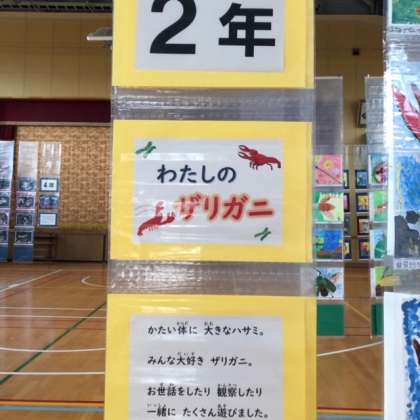 2年
わたしの
ザリガニ
かたい体に 大きなハサミ。
みんな大好き ザリガニ。
お世話をしたり 観察したり
一緒に たくさん遊びました。
4年